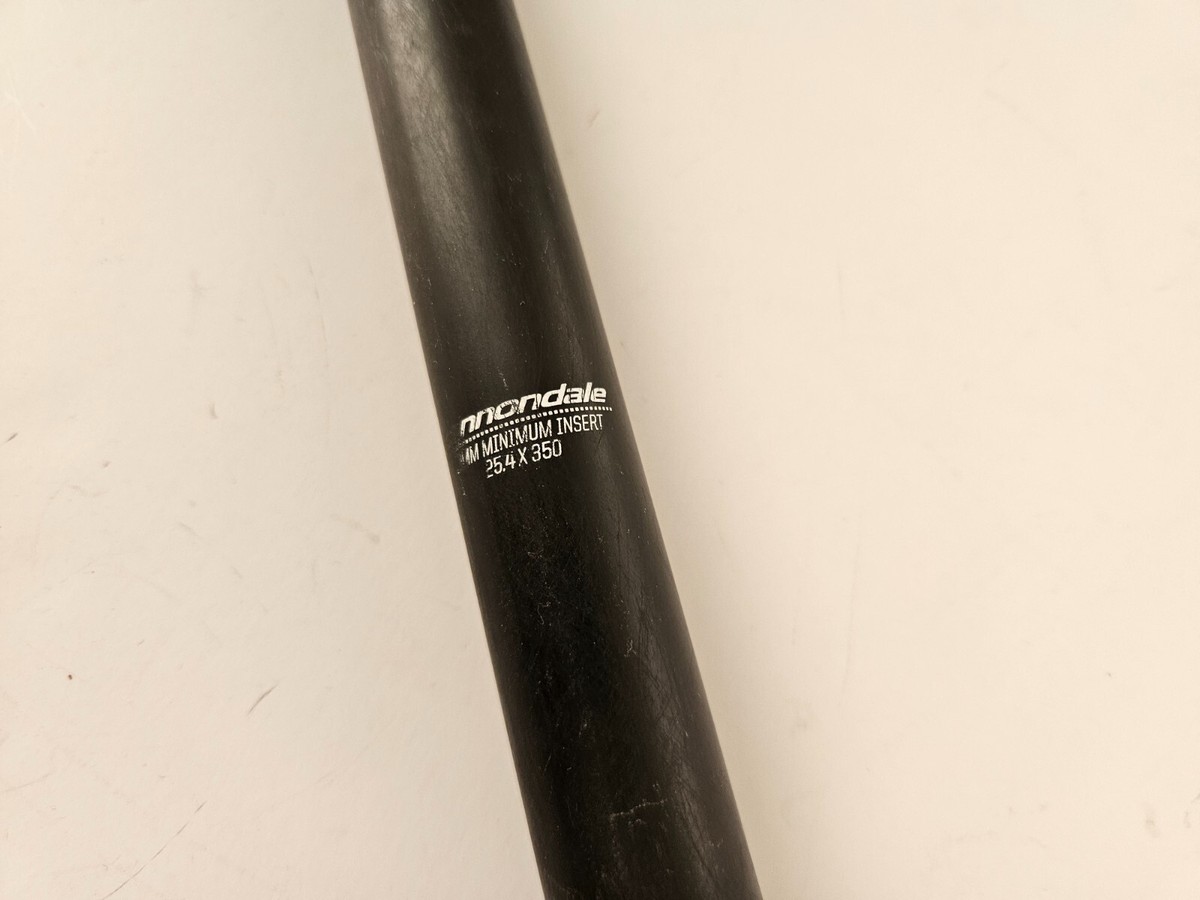 nnondale
MM MINIMUM INSERT
25.4 X 350